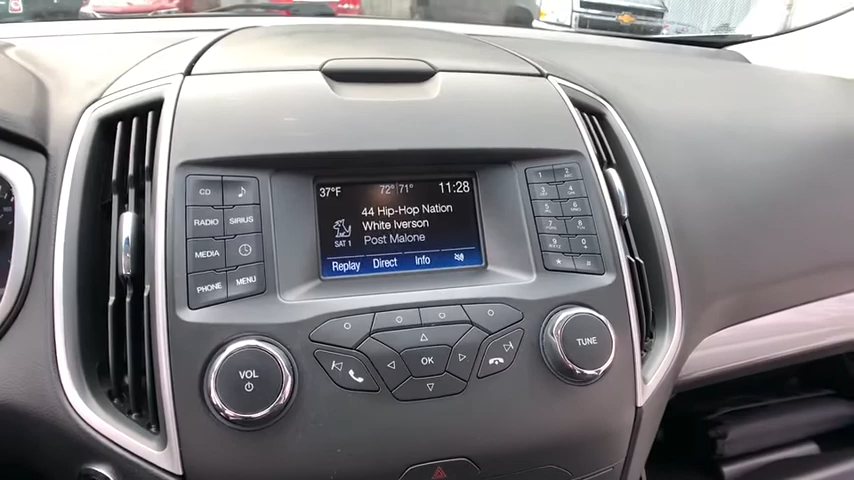 37°F 72° 71° 11:28
44 Hip-Hop Nation
White Iverson
Post Malone
SAT 1
Replay Direct Info
CD
RADIO SIRIUS
MEDIA
PHONE MENU
1 2
3 4
5 6
7 8
9 0
* #
VOL
TUNE
OK